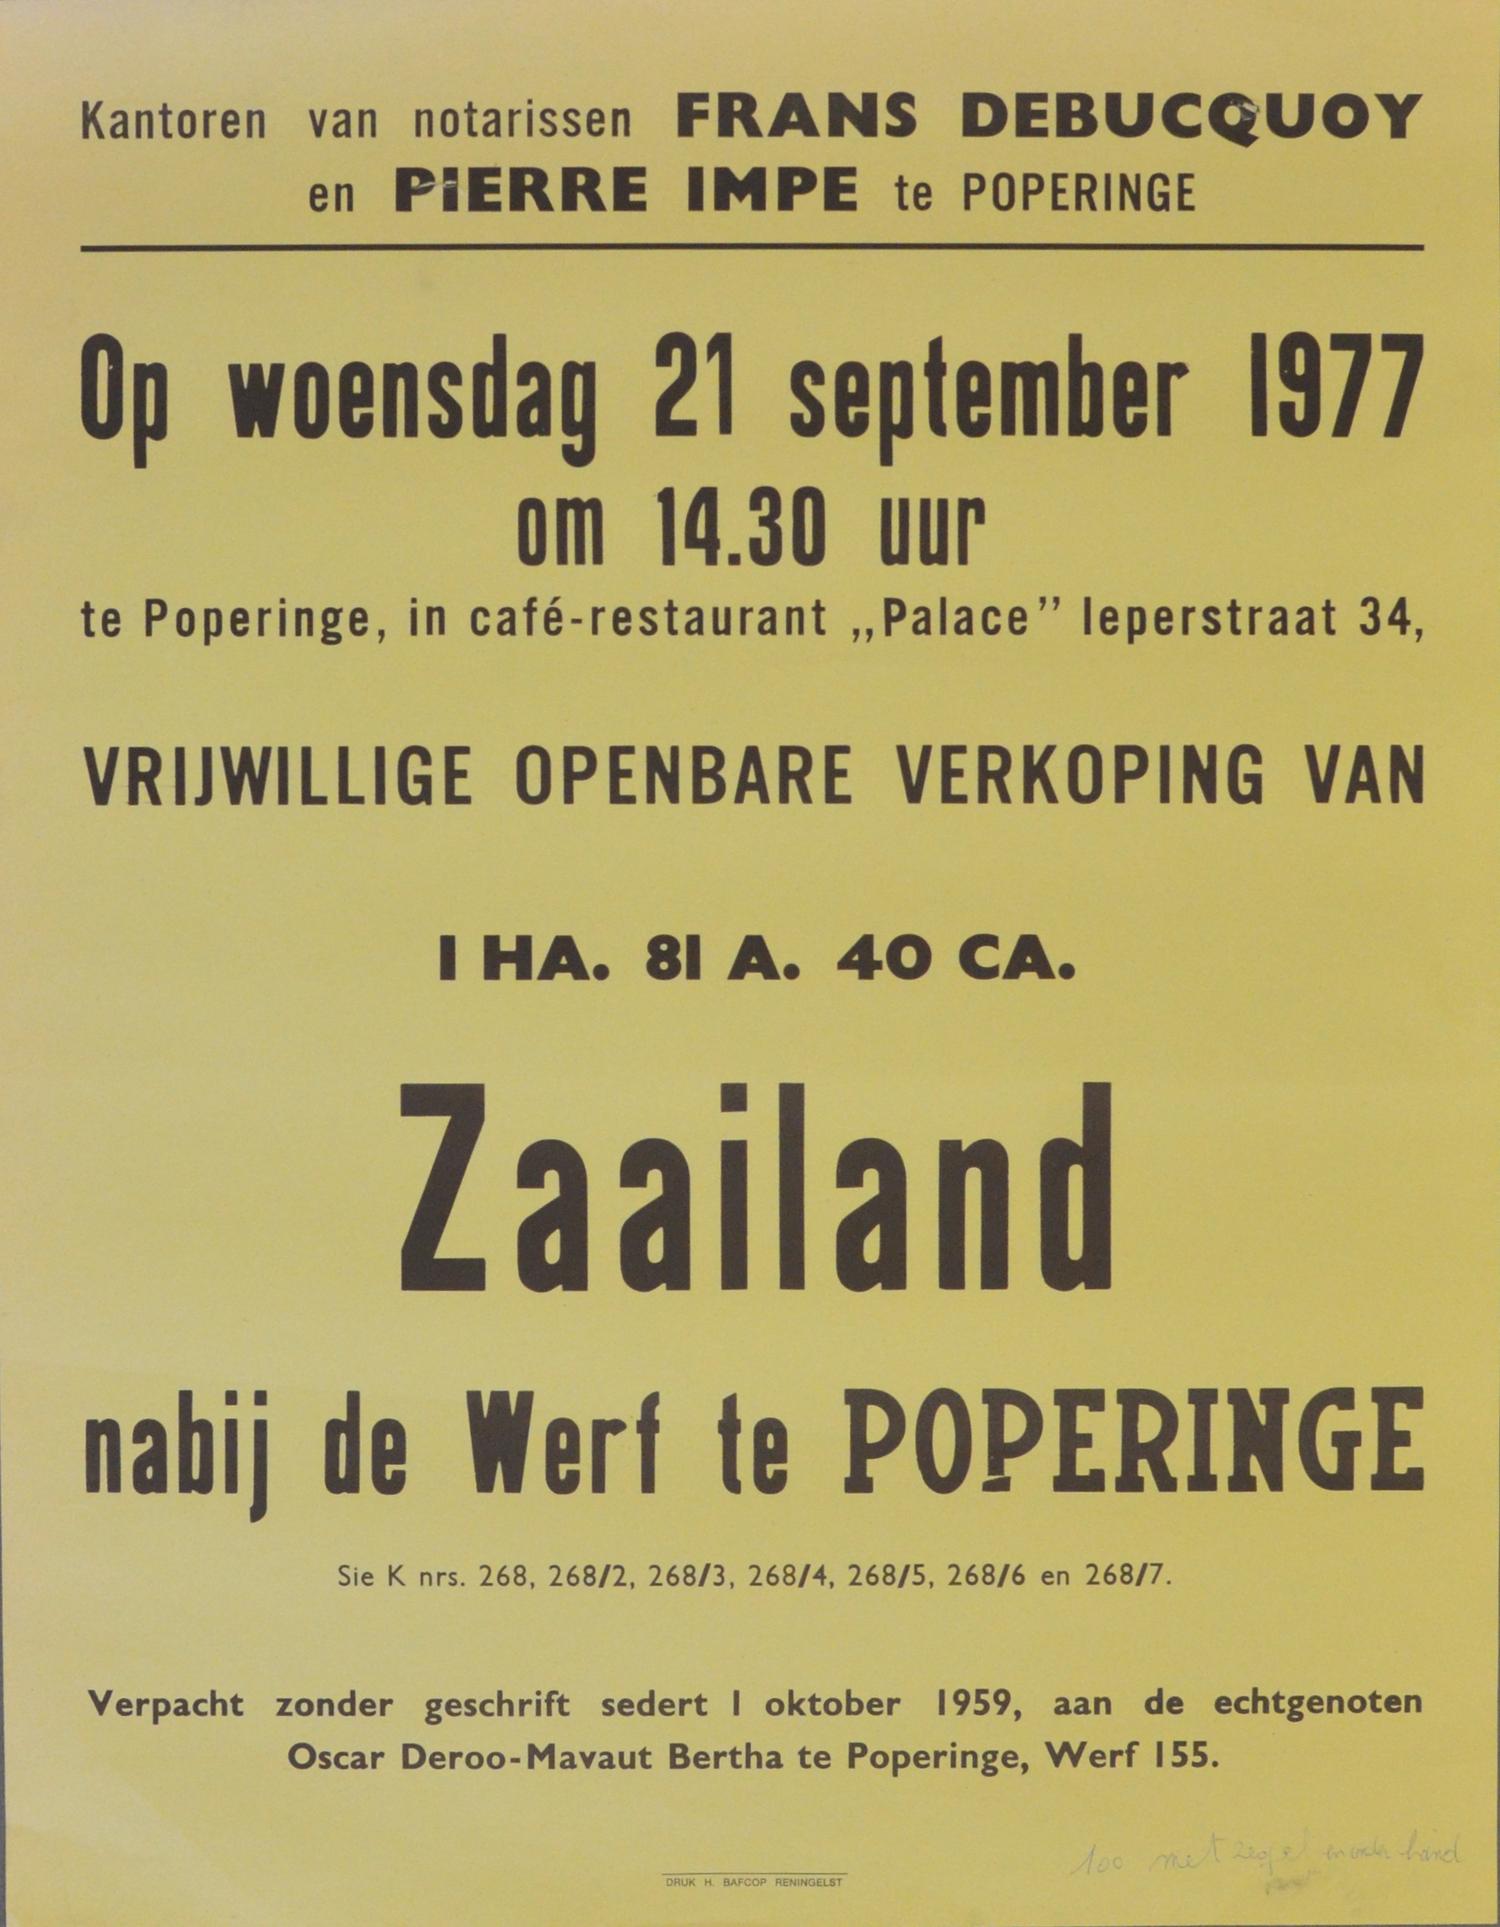 Kantoren van notarissen FRANS DEBUCQUOY
en PIERRE IMPE te POPERINGE
Op woensdag 21 september 1977
om 14.30 uur
te Poperinge, in café-restaurant „Palace” Ieperstraat 34,
VRIJWILLIGE OPENBARE VERKOPING VAN
1 HA. 81 A. 40 CA.
Zaailand
nabij de Werf te POPERINGE
Sie K nrs. 268, 268/2, 268/3, 268/4, 268/5, 268/6 en 268/7.
Verpacht zonder geschrift sedert 1 oktober 1959, aan de echtgenoten
Oscar Deroo-Mavaut Bertha te Poperinge, Werf 155.
100 met zegel hand
DRUK H. BAFCOP RENINGELST